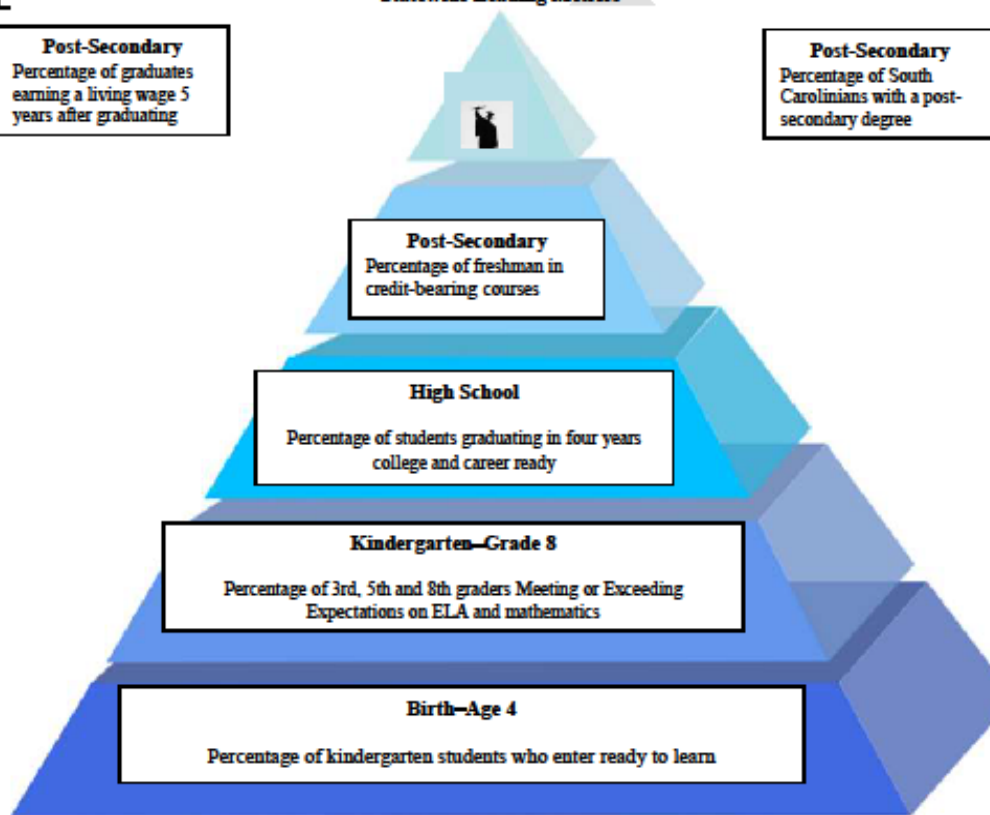 Post-Secondary
Percentage of graduates
earning a living wage 5
years after graduating
Post-Secondary
Percentage of South
Carolinians with a post-
secondary degree
Post-Secondary
Percentage of freshman in
credit-bearing courses
High School
Percentage of students graduating in four years
college and career ready
Kindergarten–Grade 8
Percentage of 3rd, 5th and 8th graders Meeting or Exceeding
Expectations on ELA and mathematics
Birth–Age 4
Percentage of kindergarten students who enter ready to learn